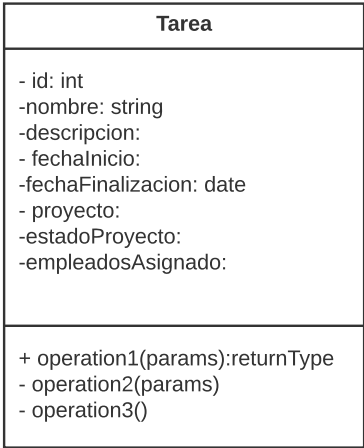 Tarea
- id: int
-nombre: string
-descripcion:
- fechaInicio:
-fechaFinalizacion: date
- proyecto:
-estadoProyecto:
-empleadosAsignado:
+ operation1(params):returnType
- operation2(params)
- operation3()